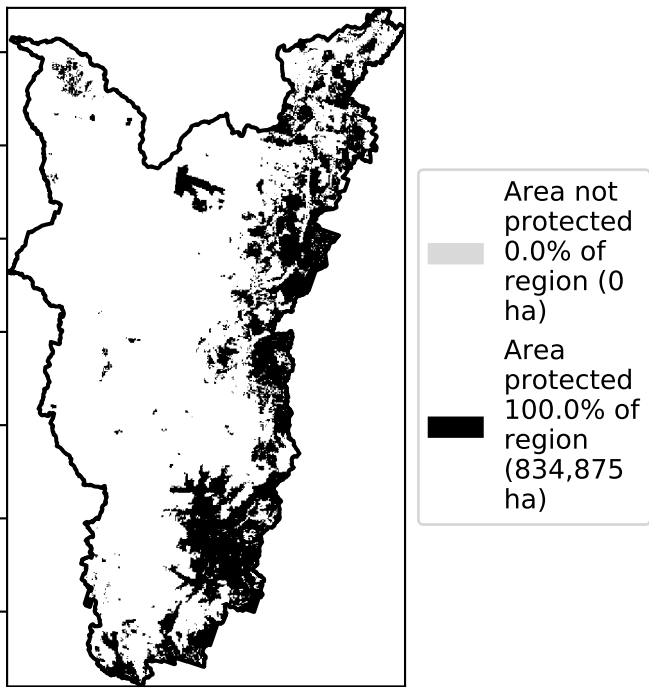 Area not
protected
0.0% of
region (0
ha)
Area
protected
100.0% of
region
(834,875
ha)